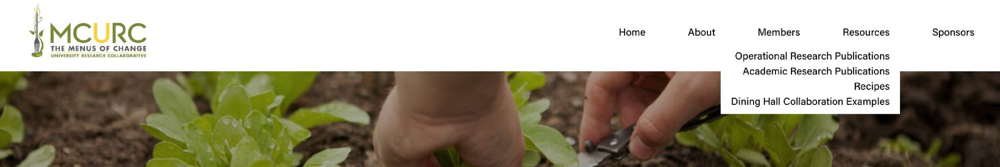 MCURC
THE MENUS OF CHANGE
UNIVERSITY RESEARCH COLLABORATIVE
Home About Members Resources Sponsors
Operational Research Publications
Academic Research Publications
Recipes
Dining Hall Collaboration Examples